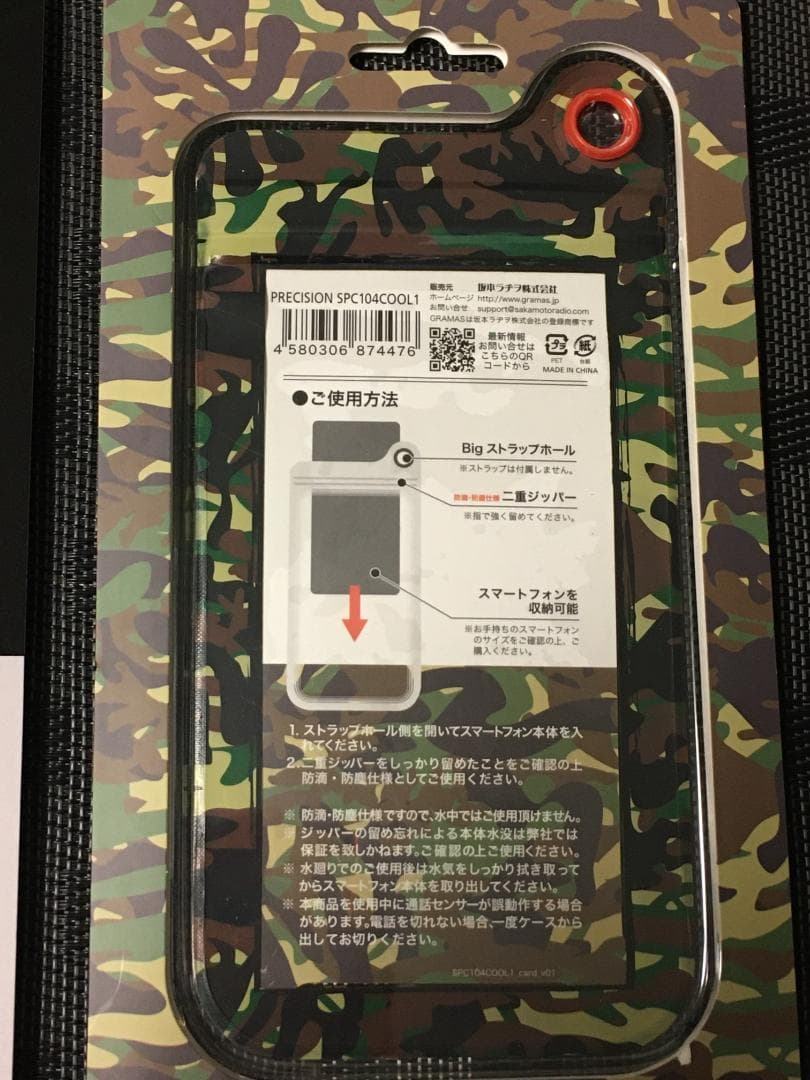 PRECISION SPC104COOL1
4 580306 874476
販売元 坂本ラヂヲ株式会社
ホームページ http://www.gramas.jp
お問い合せ support@sakamotoradio.com
GRAMASは坂本ラヂヲ株式会社の登録商標です
最新情報
お問い合せは
こちらのQR
コードから
プラ
PET
紙
台紙
MADE IN CHINA
●ご使用方法
Big ストラップホール
※ストラップは付属しません。
防滴・防塵仕様 二重ジッパー
※指で強く留めてください。
スマートフォンを
収納可能
※お手持ちのスマートフォン
のサイズをご確認の上、ご
購入ください。
1. ストラップホール側を開いてスマートフォン本体を入
れてください。
2. 二重ジッパーをしっかり留めたことをご確認の上
防滴・防塵仕様としてご使用ください。
※ 防滴・防塵仕様ですので、水中ではご使用頂けません。
※ ジッパーの留め忘れによる本体水没は弊社では
保証を致しかねます。ご確認の上ご使用ください。
※ 水廻りでのご使用後は水気をしっかり拭き取って
からスマートフォン本体を取り出してください。
※ 本商品を使用中に通話センサーが誤動作する場合
があります。電話を切れない場合、一度ケースから
出してお切りください。
SPC104COOL1_card_v01